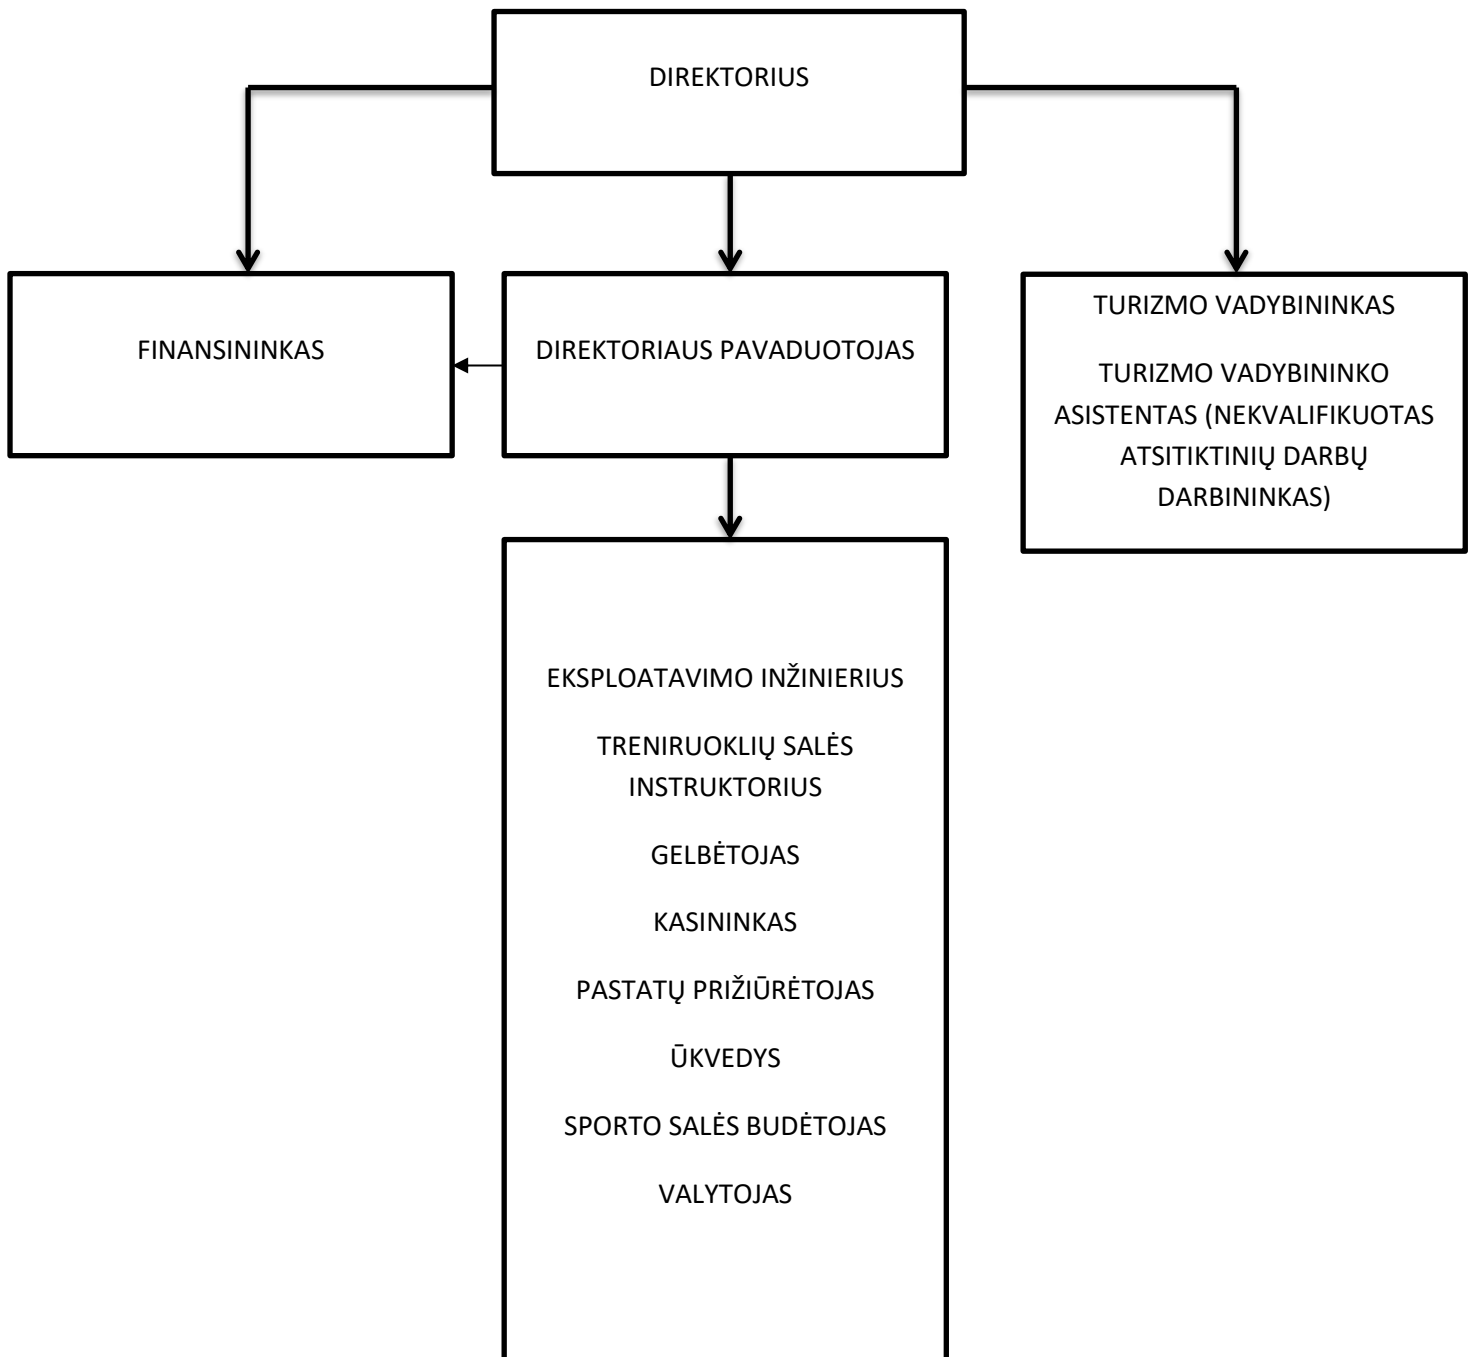 DIREKTORIUS
FINANSININKAS
DIREKTORIAUS PAVADUOTOJAS
TURIZMO VADYBININKAS
TURIZMO VADYBININKO
ASISTENTAS (NEKVALIFIKUOTAS
ATSITIKTINIŲ DARBŲ
DARBININKAS)
EKSPLOATAVIMO INŽINIERIUS
TRENIRUOKLIŲ SALĖS
INSTRUKTORIUS
GELBĖTOJAS
KASININKAS
PASTATŲ PRIŽIŪRĖTOJAS
ŪKVEDYS
SPORTO SALĖS BUDĖTOJAS
VALYTOJAS